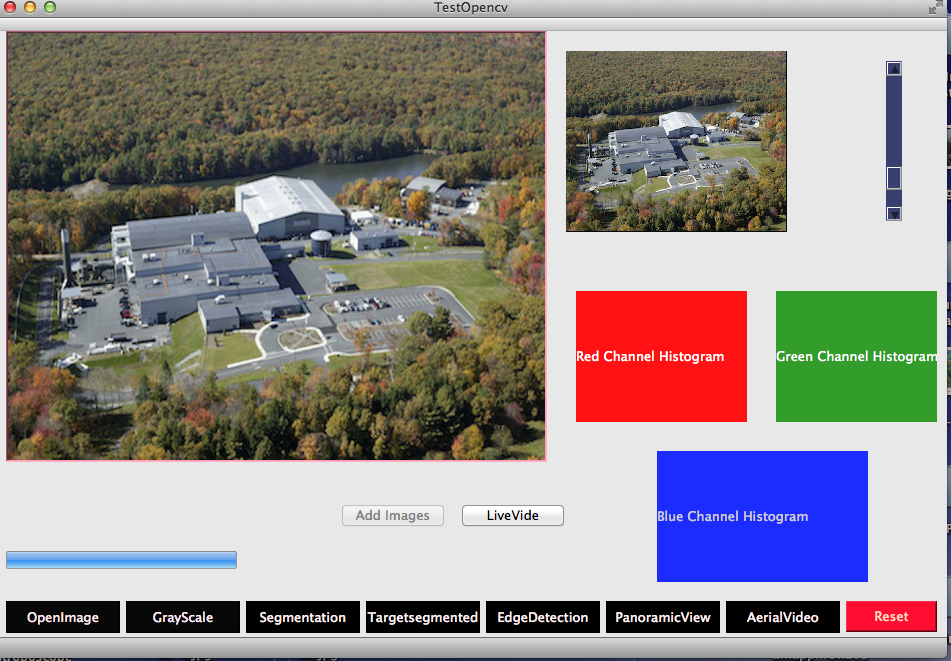 TestOpencv
Red Channel Histogram
Green Channel Histogram
Blue Channel Histogram
Add Images
LiveVide
OpenImage
GrayScale
Segmentation
Targetsegmented
EdgeDetection
PanoramicView
AerialVideo
Reset